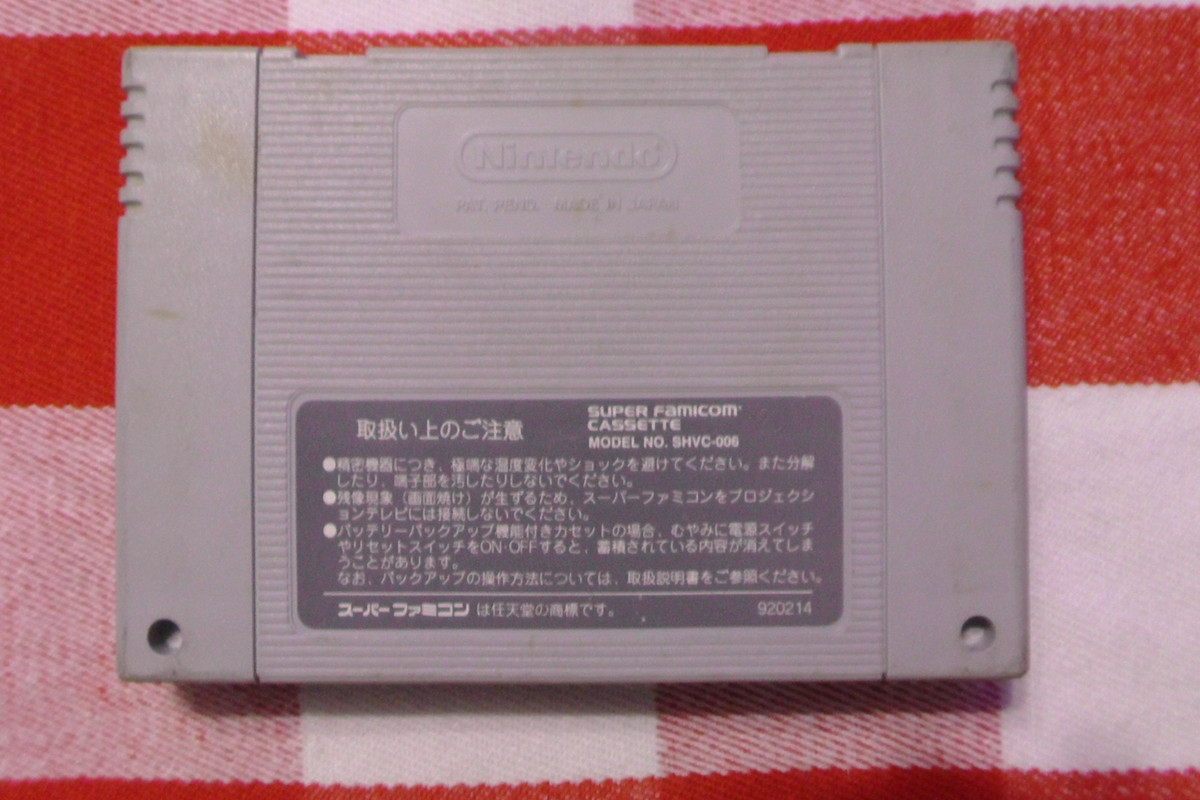 Nintendo
PAT. PEND. MADE IN JAPAN
取扱い上のご注意
SUPER FAMICOM
CASSETTE
MODEL NO. SHVC-006
●精密機器につき、極端な温度変化やショックを避けてください。また分解
したり、端子部を汚したりしないでください。
●残像現象（画面焼け）が生ずるため、スーパーファミコンをプロジェクシ
ョンテレビには接続しないでください。
●バッテリーバックアップ機能付きカセットの場合、むやみに電源スイッチ
やリセットスイッチをON・OFFすると、蓄積されている内容が消えてしま
うことがあります。
なお、バックアップの操作方法については、取扱説明書をご参照ください。
スーパーファミコン は任天堂の商標です。 920214